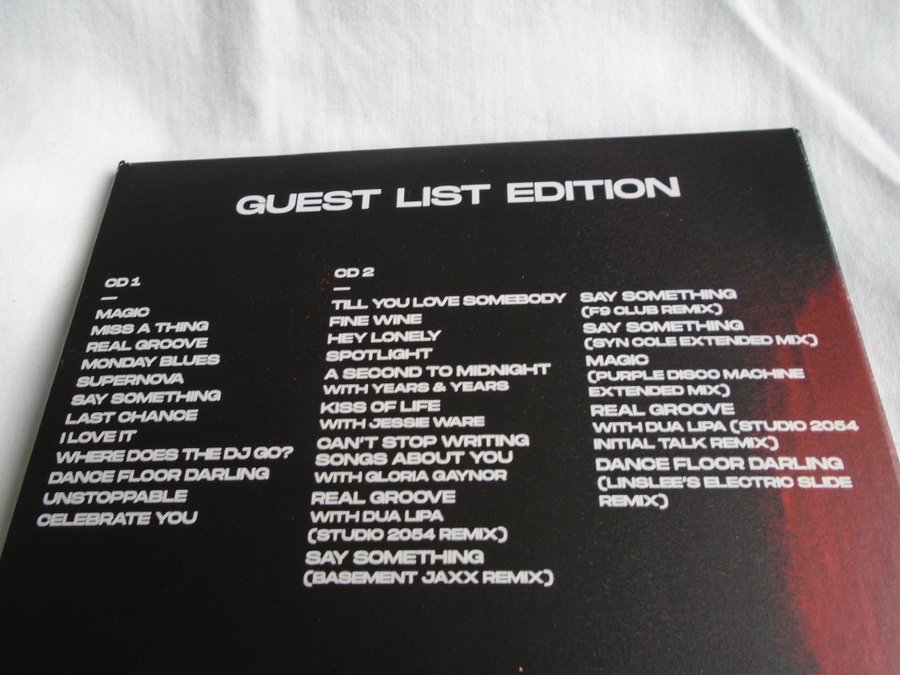 GUEST LIST EDITION
CD 1
—
MAGIC
MISS A THING
REAL GROOVE
MONDAY BLUES
SUPERNOVA
SAY SOMETHING
LAST CHANCE
I LOVE IT
WHERE DOES THE DJ GO?
DANCE FLOOR DARLING
UNSTOPPABLE
CELEBRATE YOU
CD 2
—
TILL YOU LOVE SOMEBODY
FINE WINE
HEY LONELY
SPOTLIGHT
A SECOND TO MIDNIGHT
WITH YEARS & YEARS
KISS OF LIFE
WITH JESSIE WARE
CAN'T STOP WRITING
SONGS ABOUT YOU
WITH GLORIA GAYNOR
REAL GROOVE
WITH DUA LIPA
(STUDIO 2054 REMIX)
SAY SOMETHING
(BASEMENT JAXX REMIX)
SAY SOMETHING
(F9 CLUB REMIX)
SAY SOMETHING
(SYN COLE EXTENDED MIX)
MAGIC
(PURPLE DISCO MACHINE
EXTENDED MIX)
REAL GROOVE
WITH DUA LIPA (STUDIO 2054
INITIAL TALK REMIX)
DANCE FLOOR DARLING
(LINSLEE'S ELECTRIC SLIDE
REMIX)